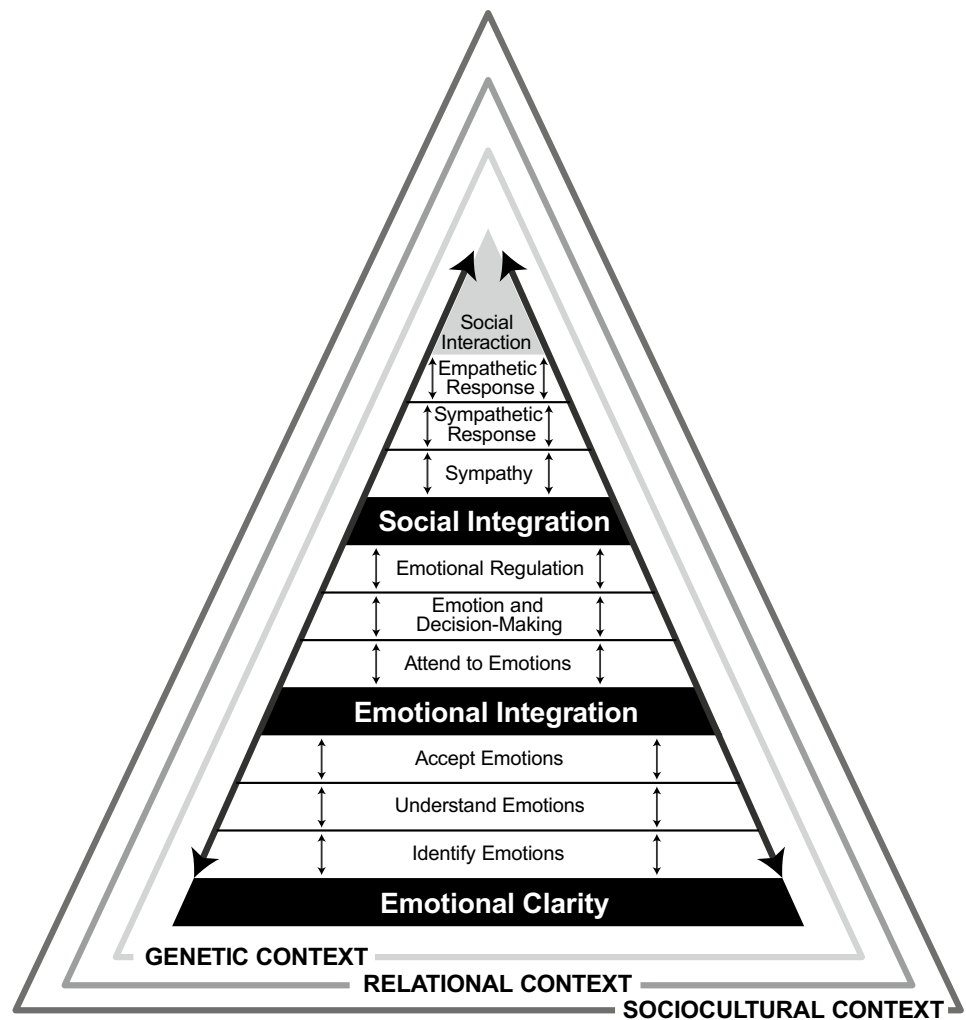 Social
Interaction
Empathetic
Response
Sympathetic
Response
Sympathy
Social Integration
Emotional Regulation
Emotion and
Decision-Making
Attend to Emotions
Emotional Integration
Accept Emotions
Understand Emotions
Identify Emotions
Emotional Clarity
GENETIC CONTEXT
RELATIONAL CONTEXT
SOCIOCULTURAL CONTEXT